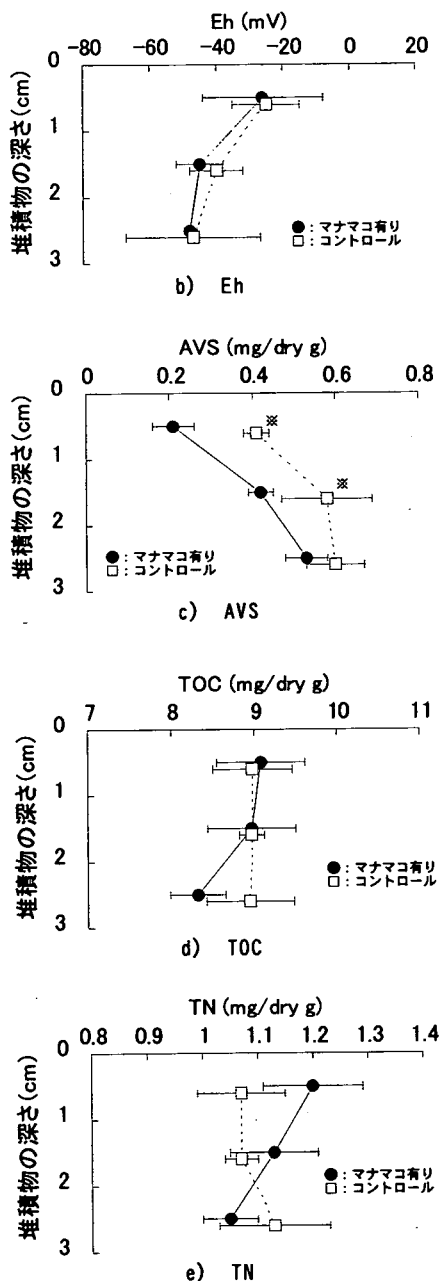 Eh (mV)
-80 -60 -40 -20 0 20
0
1
2
3
堆積物の深さ(cm)
●:マナマコ有り
□:コントロール
b) Eh
AVS (mg/dry g)
0 0.2 0.4 0.6 0.8
0
1
2
3
堆積物の深さ(cm)
※
※
●:マナマコ有り
□:コントロール
c) AVS
TOC (mg/dry g)
7 8 9 10 11
0
1
2
3
堆積物の深さ(cm)
●:マナマコ有り
□:コントロール
d) TOC
TN (mg/dry g)
0.8 0.9 1 1.1 1.2 1.3 1.4
0
1
2
3
堆積物の深さ(cm)
●:マナマコ有り
□:コントロール
e) TN